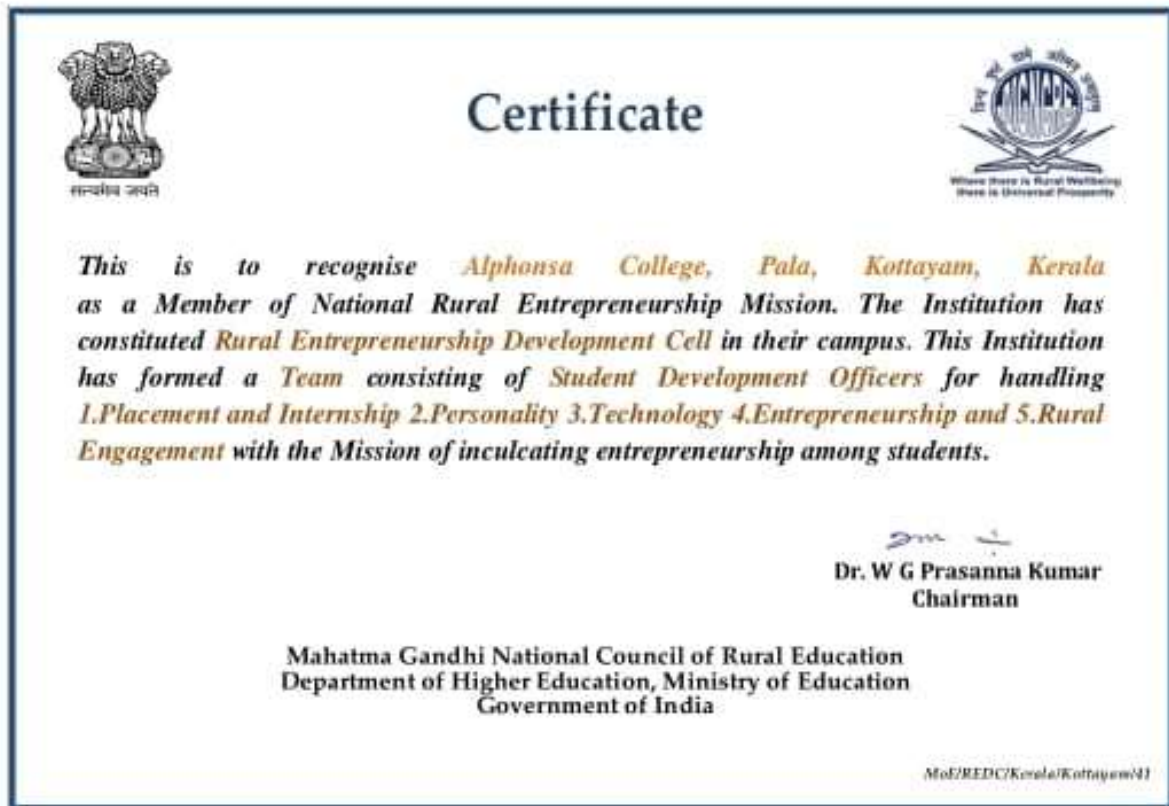 Certificate
सत्यमेव जयते
Where there is Rural Wellbeing
there is Universal Prosperity
This is to recognise Alphonsa College, Pala, Kottayam, Kerala
as a Member of National Rural Entrepreneurship Mission. The Institution has
constituted Rural Entrepreneurship Development Cell in their campus. This Institution
has formed a Team consisting of Student Development Officers for handling
1.Placement and Internship 2.Personality 3.Technology 4.Entrepreneurship and 5.Rural
Engagement with the Mission of inculcating entrepreneurship among students.
Dr. W G Prasanna Kumar
Chairman
Mahatma Gandhi National Council of Rural Education
Department of Higher Education, Ministry of Education
Government of India
MoE/REDC/Kerala/Kottayam/41